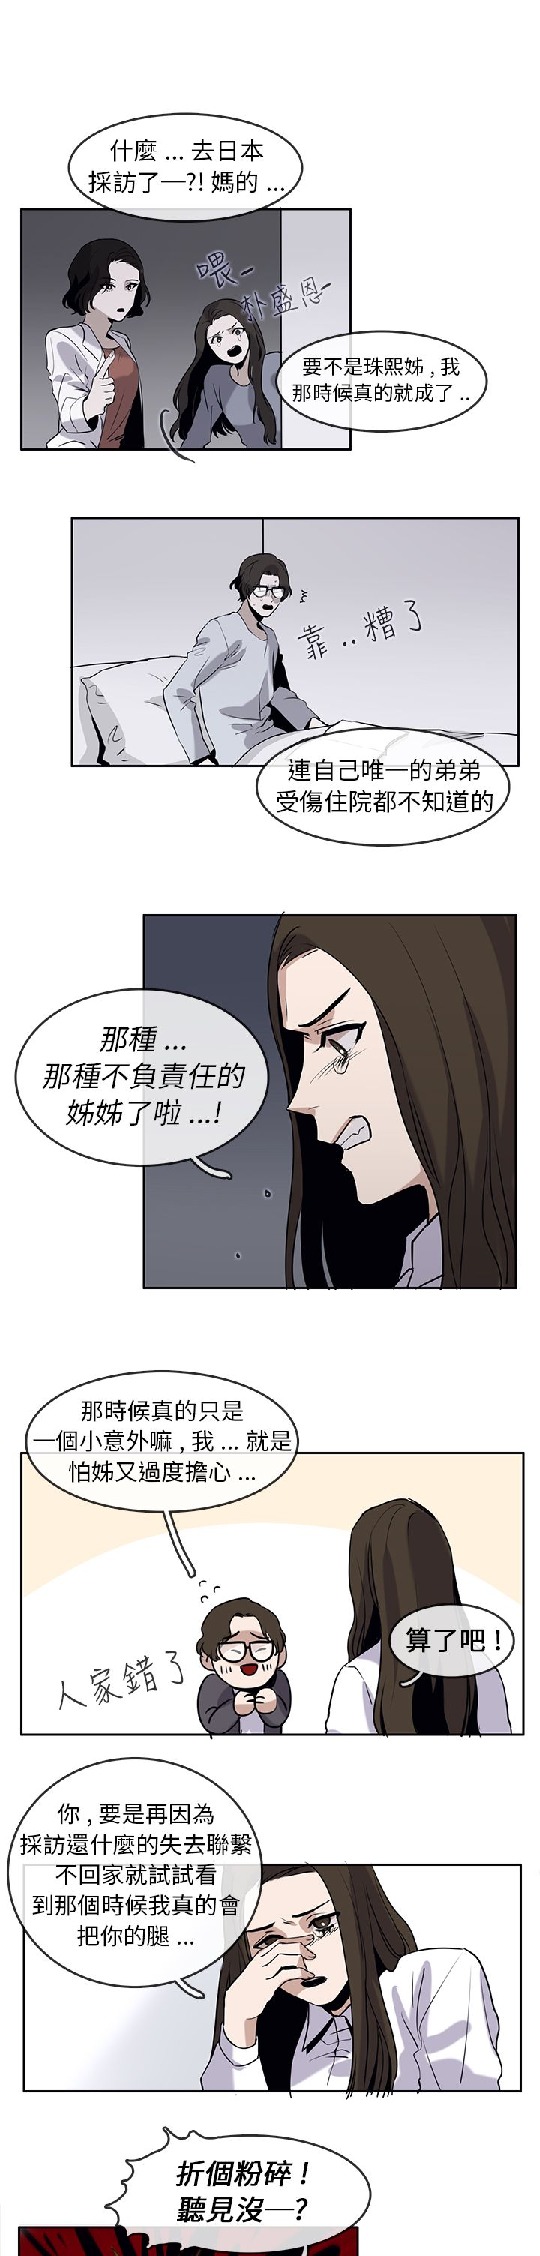 什麼 ... 去日本
採訪了—?! 媽的 ...
喂~
朴盛恩~
要不是珠熙姊 , 我
那時候真的就成了 ..
靠 .. 糟了
連自己唯一的弟弟
受傷住院都不知道的
那種 ...
那種不負責任的
姊姊了啦 ...!
那時候真的只是
一個小意外嘛 , 我 ... 就是
怕姊又過度擔心 ...
算了吧 !
人家錯了
你 , 要是再因為
採訪還什麼的失去聯繫
不回家就試試看
到那個時候我真的會
把你的腿 ...
折個粉碎 !
聽見沒—?